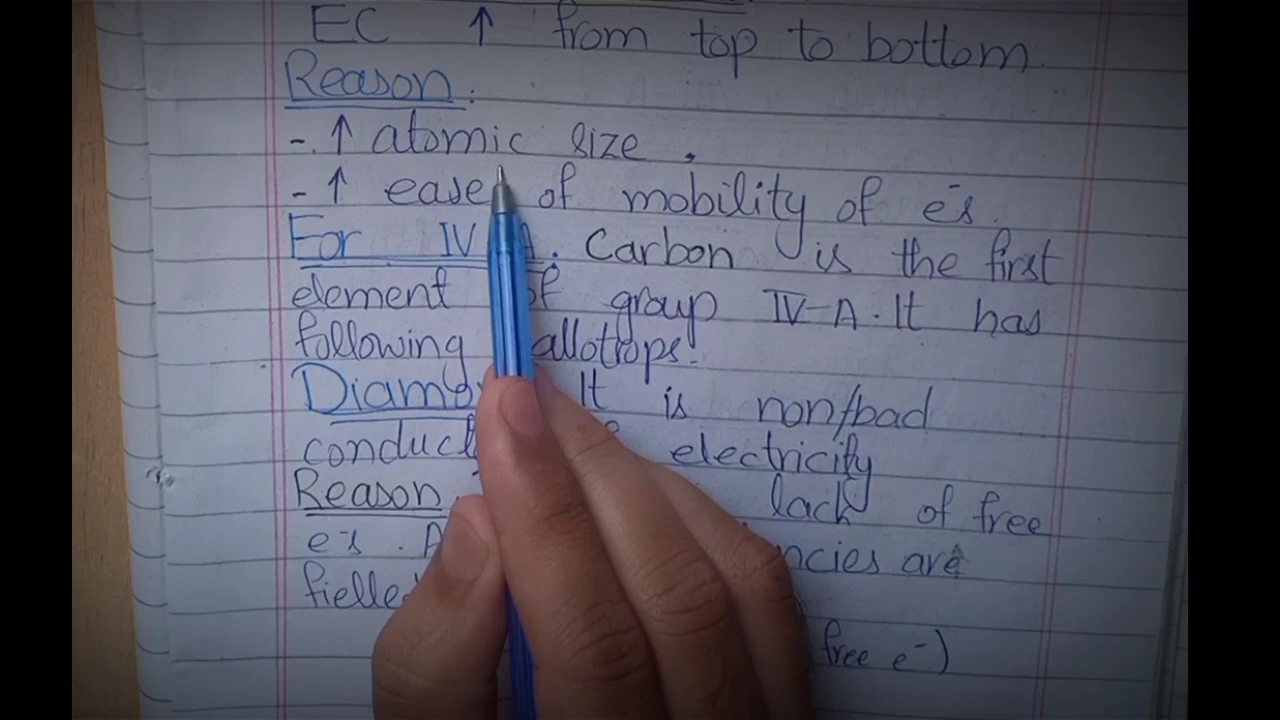 EC ↑ from top to bottom
Reason.
- ↑ atomic size.
- ↑ ease of mobility of e⁻s.
For IV A. Carbon is the first
element of group IV-A. It has
following allotrops:
It is non/bad
electricity
Reason lack of free
e⁻s. are
free e⁻)